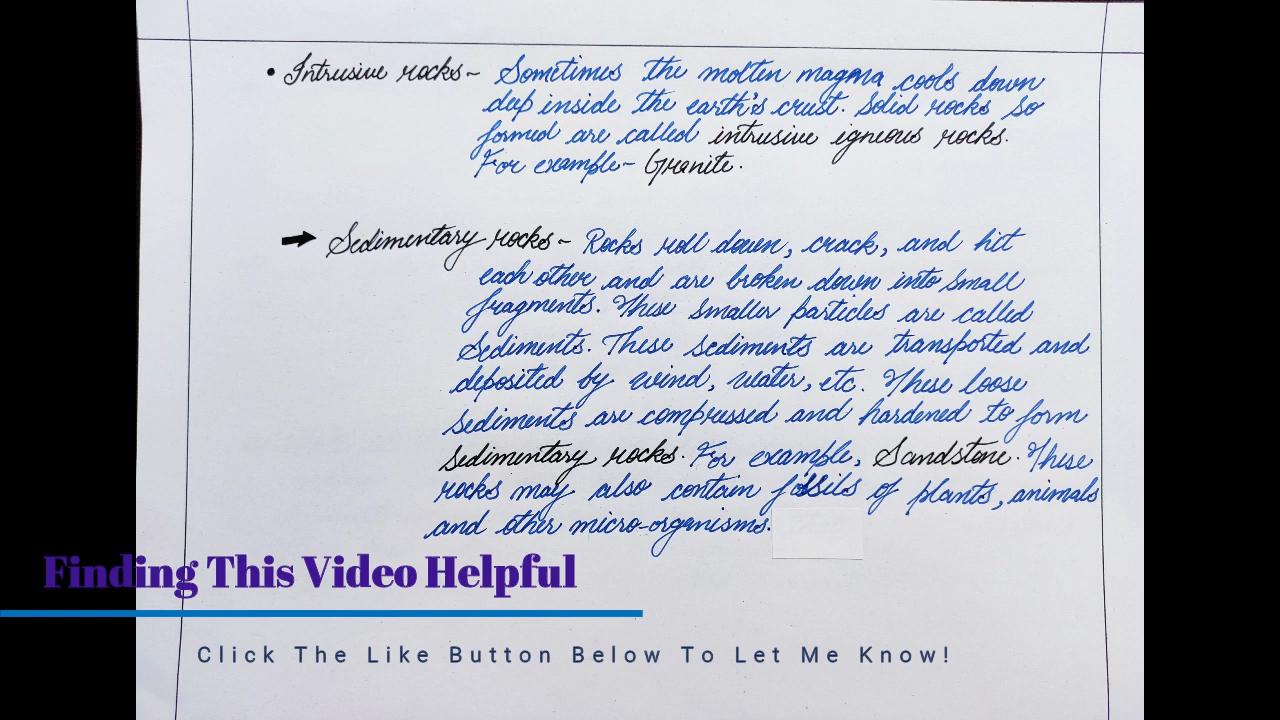 • Intrusive rocks~ Sometimes the molten magma cools down
deep inside the earth's crust. Solid rocks so
formed are called intrusive igneous rocks.
For example~ Granite.
➡ Sedimentary rocks~ Rocks roll down, crack, and hit
each other and are broken down into small
fragments. These smaller particles are called
sediments. These sediments are transported and
deposited by wind, water, etc. These loose
sediments are compressed and hardened to form
sedimentary rocks. For example, Sandstone. These
rocks may also contain fossils of plants, animals
and other micro-organisms.
Finding This Video Helpful
Click The Like Button Below To Let Me Know!